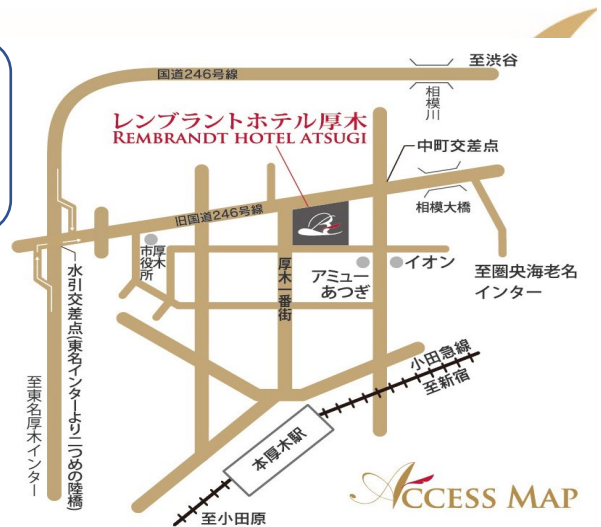 至渋谷
国道246号線
相模川
レンブラントホテル厚木
REMBRANDT HOTEL ATSUGI
中町交差点
旧国道246号線
相模大橋
厚木
市役所
厚木一番街
アミュー
あつぎ
イオン
至圏央海老名
インター
水引交差点(東名インターより二つめの陸橋)
至東名厚木インター
小田急線
至新宿
本厚木駅
至小田原
ACCESS MAP